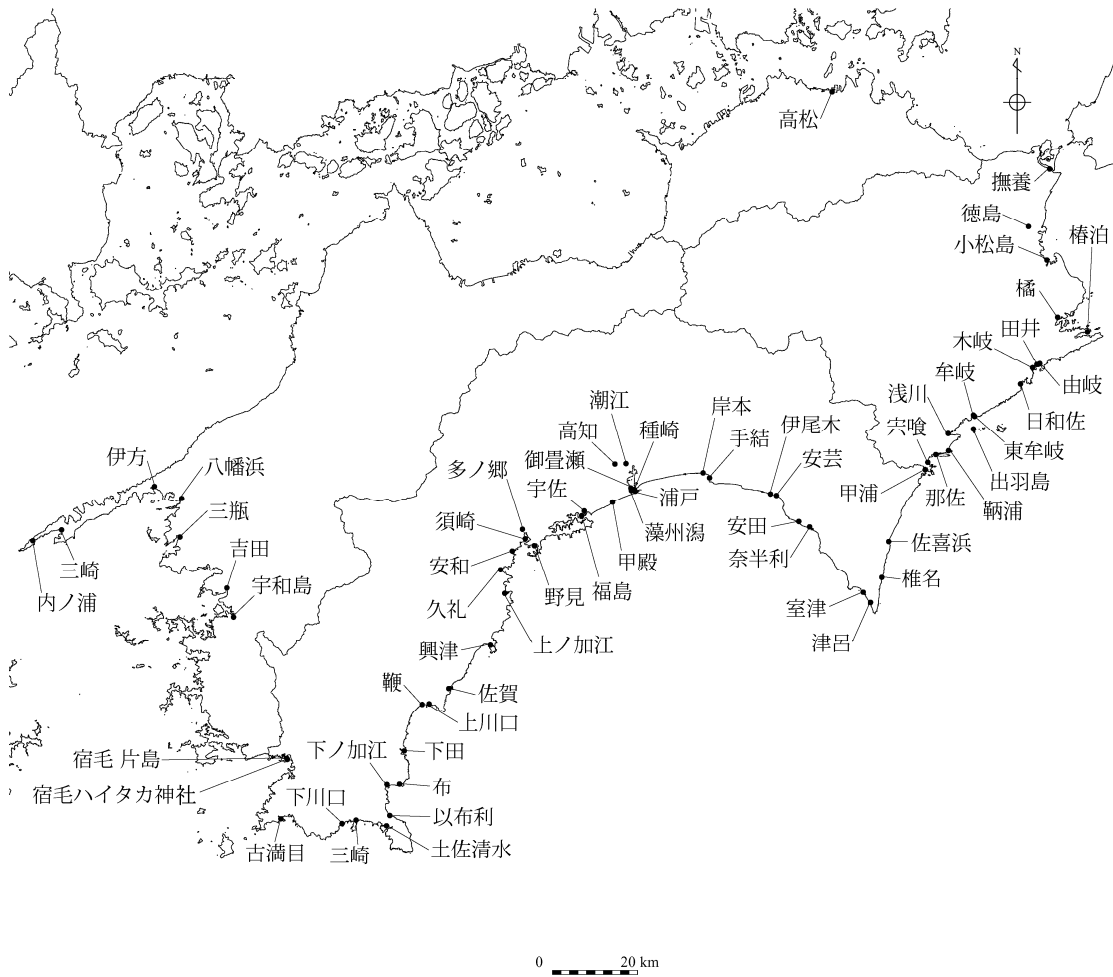 N
高松
撫養
徳島
椿泊
小松島
橘
田井
木岐
牟岐
由岐
浅川
日和佐
潮江
岸本
宍喰
東牟岐
高知
種崎
手結
伊尾木
出羽島
伊方
八幡浜
多ノ郷
御畳瀬
安芸
甲浦
那佐
鞆浦
宇佐
浦戸
三瓶
須崎
藻州潟
安田
佐喜浜
吉田
安和
甲殿
奈半利
三崎
宇和島
野見
福島
椎名
内ノ浦
久礼
室津
上ノ加江
津呂
興津
鞭
佐賀
上川口
下ノ加江
下田
宿毛 片島
布
宿毛ハイタカ神社
下川口
以布利
古満目
三崎
土佐清水
0 20 km